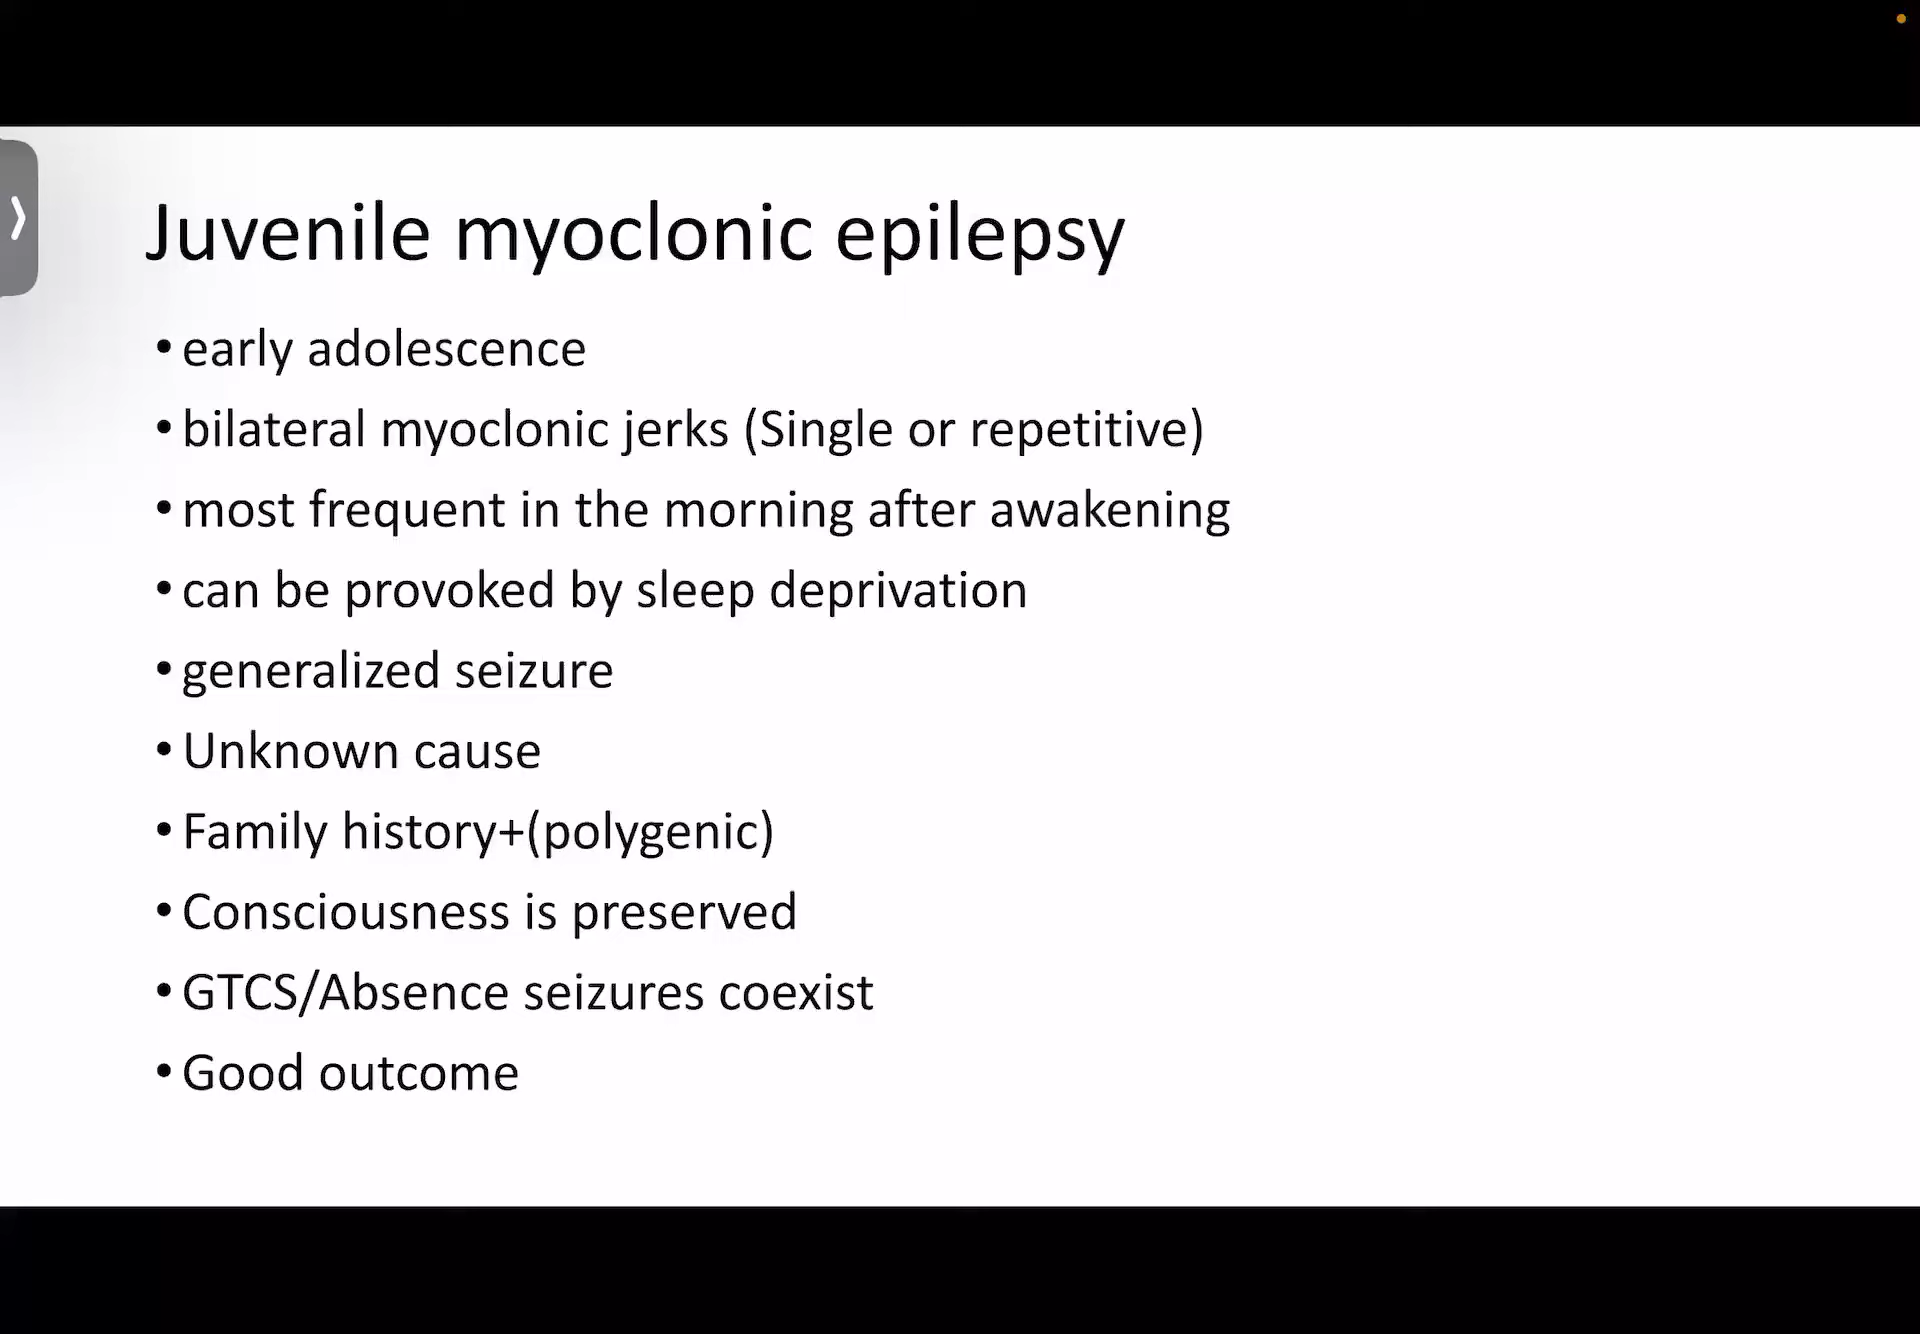 Juvenile myoclonic epilepsy
• early adolescence
• bilateral myoclonic jerks (Single or repetitive)
• most frequent in the morning after awakening
• can be provoked by sleep deprivation
• generalized seizure
• Unknown cause
• Family history+(polygenic)
• Consciousness is preserved
• GTCS/Absence seizures coexist
• Good outcome